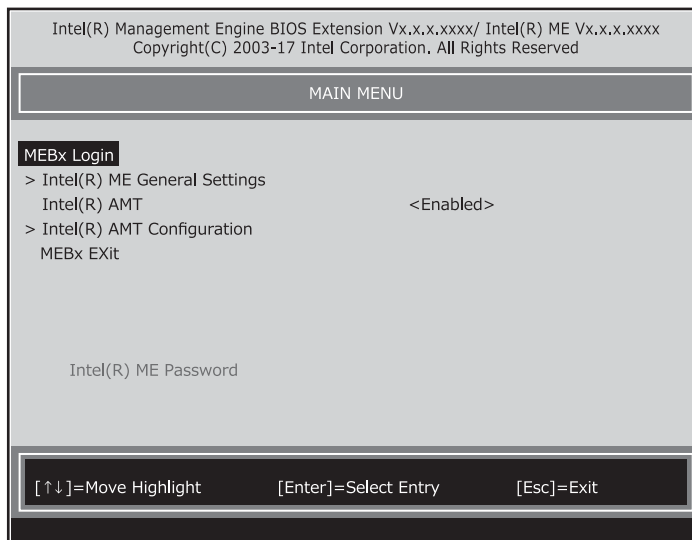 Intel(R) Management Engine BIOS Extension Vx.x.x.xxxx/ Intel(R) ME Vx.x.x.xxxx
Copyright(C) 2003-17 Intel Corporation. All Rights Reserved
MAIN MENU
MEBx Login
> Intel(R) ME General Settings
Intel(R) AMT <Enabled>
> Intel(R) AMT Configuration
MEBx EXit
Intel(R) ME Password
[↑↓]=Move Highlight [Enter]=Select Entry [Esc]=Exit